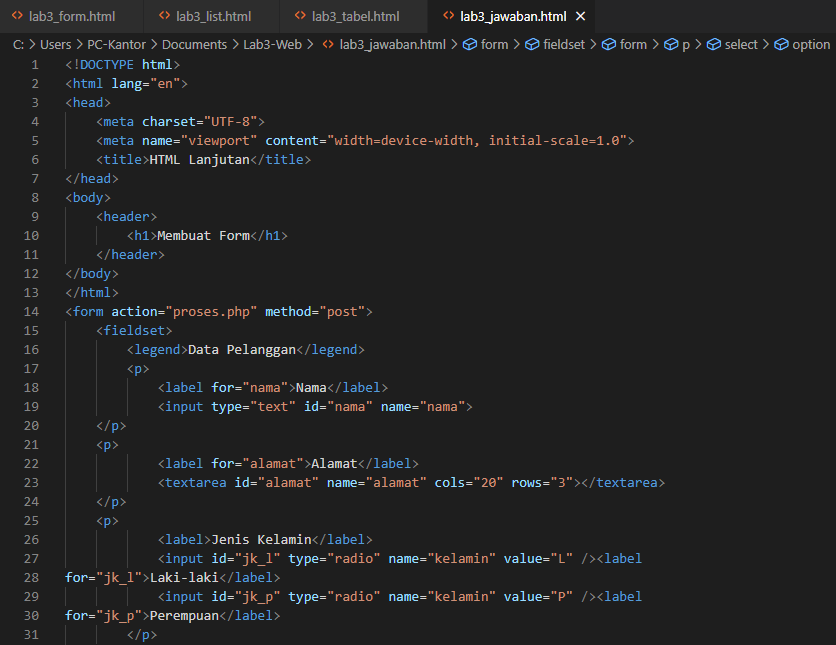 lab3_form.html lab3_list.html lab3_tabel.html lab3_jawaban.html
C: > Users > PC-Kantor > Documents > Lab3-Web > lab3_jawaban.html > form > fieldset > form > p > select > option
1 <!DOCTYPE html>
2 <html lang="en">
3 <head>
4 <meta charset="UTF-8">
5 <meta name="viewport" content="width=device-width, initial-scale=1.0">
6 <title>HTML Lanjutan</title>
7 </head>
8 <body>
9 <header>
10 <h1>Membuat Form</h1>
11 </header>
12 </body>
13 </html>
14 <form action="proses.php" method="post">
15 <fieldset>
16 <legend>Data Pelanggan</legend>
17 <p>
18 <label for="nama">Nama</label>
19 <input type="text" id="nama" name="nama">
20 </p>
21 <p>
22 <label for="alamat">Alamat</label>
23 <textarea id="alamat" name="alamat" cols="20" rows="3"></textarea>
24 </p>
25 <p>
26 <label>Jenis Kelamin</label>
27 <input id="jk_l" type="radio" name="kelamin" value="L" /><label
28 for="jk_l">Laki-laki</label>
29 <input id="jk_p" type="radio" name="kelamin" value="P" /><label
30 for="jk_p">Perempuan</label>
31 </p>